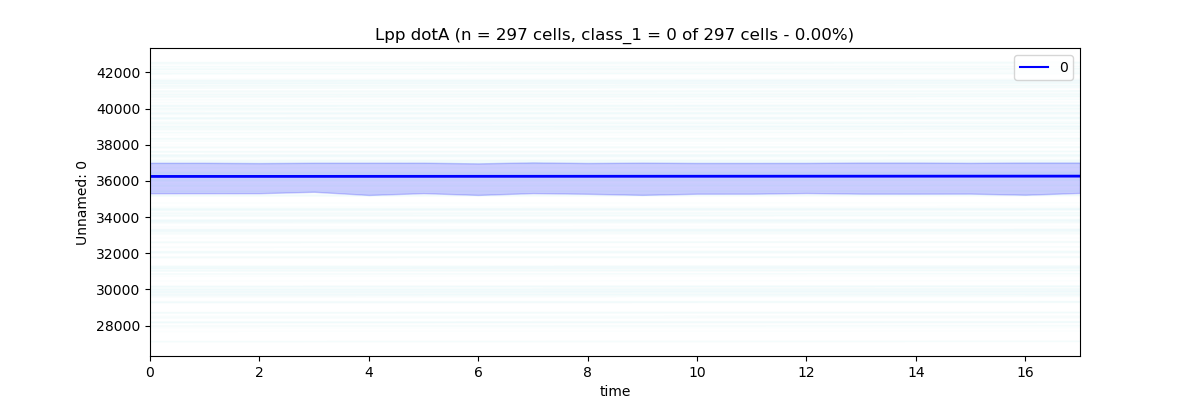 Lpp dotA (n = 297 cells, class_1 = 0 of 297 cells - 0.00%)
0
42000
40000
38000
36000
34000
32000
30000
28000
Unnamed: 0
0 2 4 6 8 10 12 14 16
time